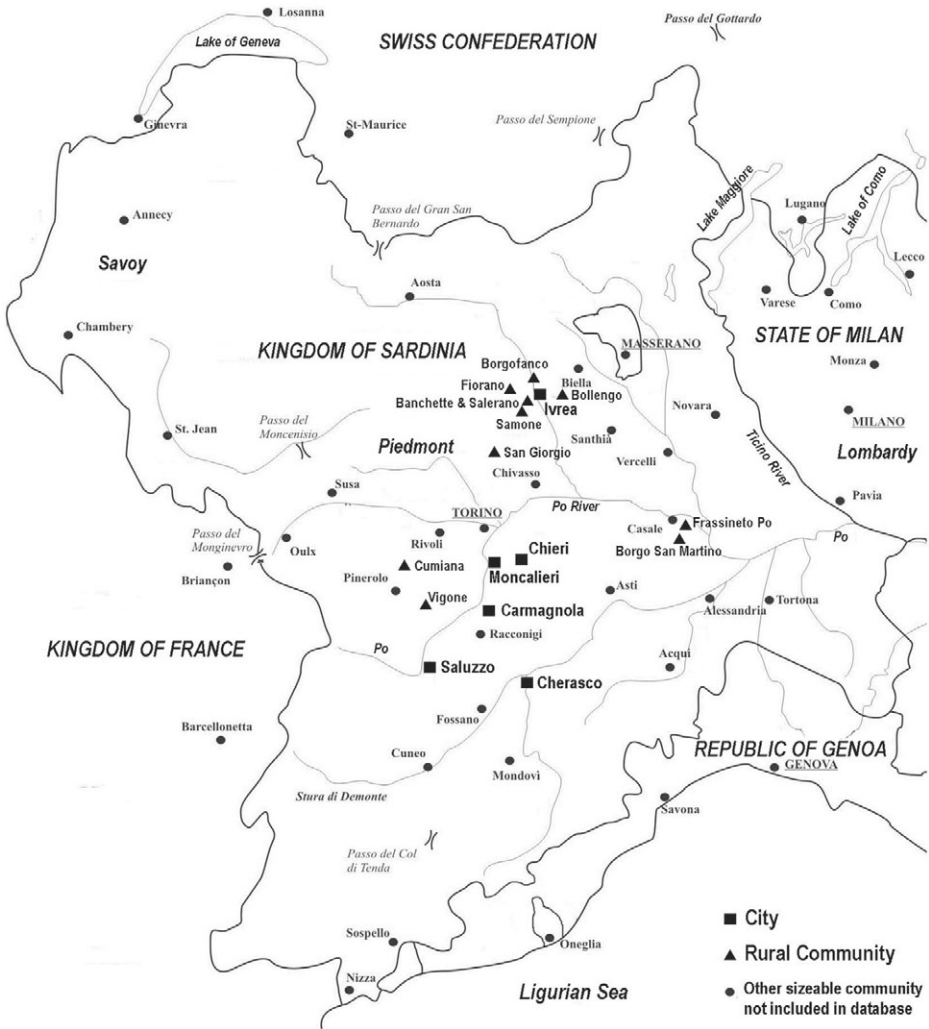 Losanna
Passo del Gottardo
Lake of Geneva
SWISS CONFEDERATION
Ginevra
St-Maurice
Passo del Sempione
Lake Maggiore
Lake of Como
Lugano
Annecy
Passo del Gran San
Bernardo
Savoy
Lecco
Aosta
Varese
Como
Chambery
STATE OF MILAN
KINGDOM OF SARDINIA
MASSERANO
Monza
Borgofanco
Fiorano
Biella
Bollengo
Banchette & Salerano
Ivrea
Novara
MILANO
Samone
St. Jean
Passo del
Moncenisio
Santhià
Ticino River
Piedmont
San Giorgio
Vercelli
Lombardy
Chivasso
Susa
Pavia
TORINO
Po River
Casale
Frassineto Po
Passo del
Monginevro
Oulx
Rivoli
Chieri
Borgo San Martino
Po
Briançon
Cumiana
Moncalieri
Pinerolo
Asti
Vigone
Carmagnola
Alessandria
Tortona
Racconigi
KINGDOM OF FRANCE
Po
Saluzzo
Acqui
Cherasco
Fossano
Barcellonetta
Cuneo
REPUBLIC OF GENOA
Mondovi
GENOVA
Stura di Demonte
Savona
Passo del Col
di Tenda
City
Sospello
Oneglia
Rural Community
Nizza
Ligurian Sea
Other sizeable community
not included in database